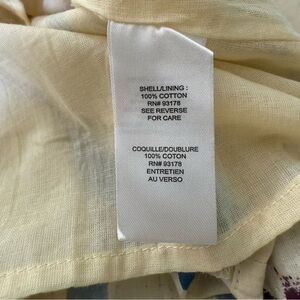 SHELL/LINING :
100% COTTON
RN# 93178
SEE REVERSE
FOR CARE
COQUILLE/DOUBLURE
100% COTON
RN# 93178
ENTRETIEN
AU VERSO